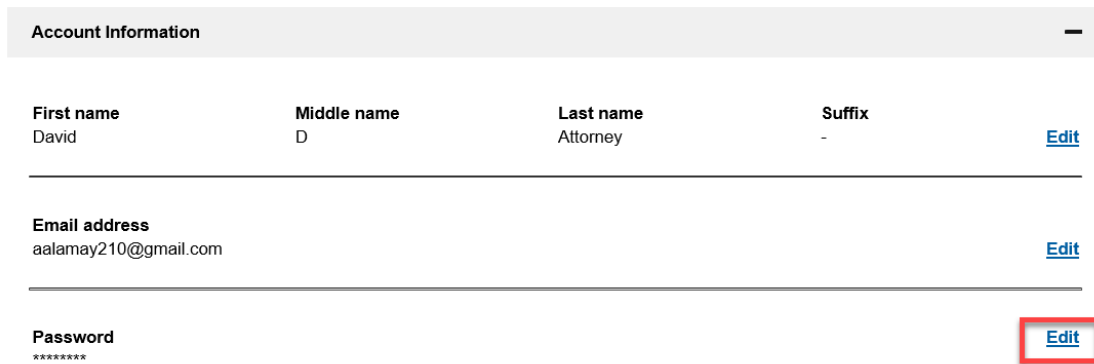 Account Information
First name Middle name Last name Suffix
David D Attorney - Edit
Email address
aalamay210@gmail.com Edit
Password Edit
********